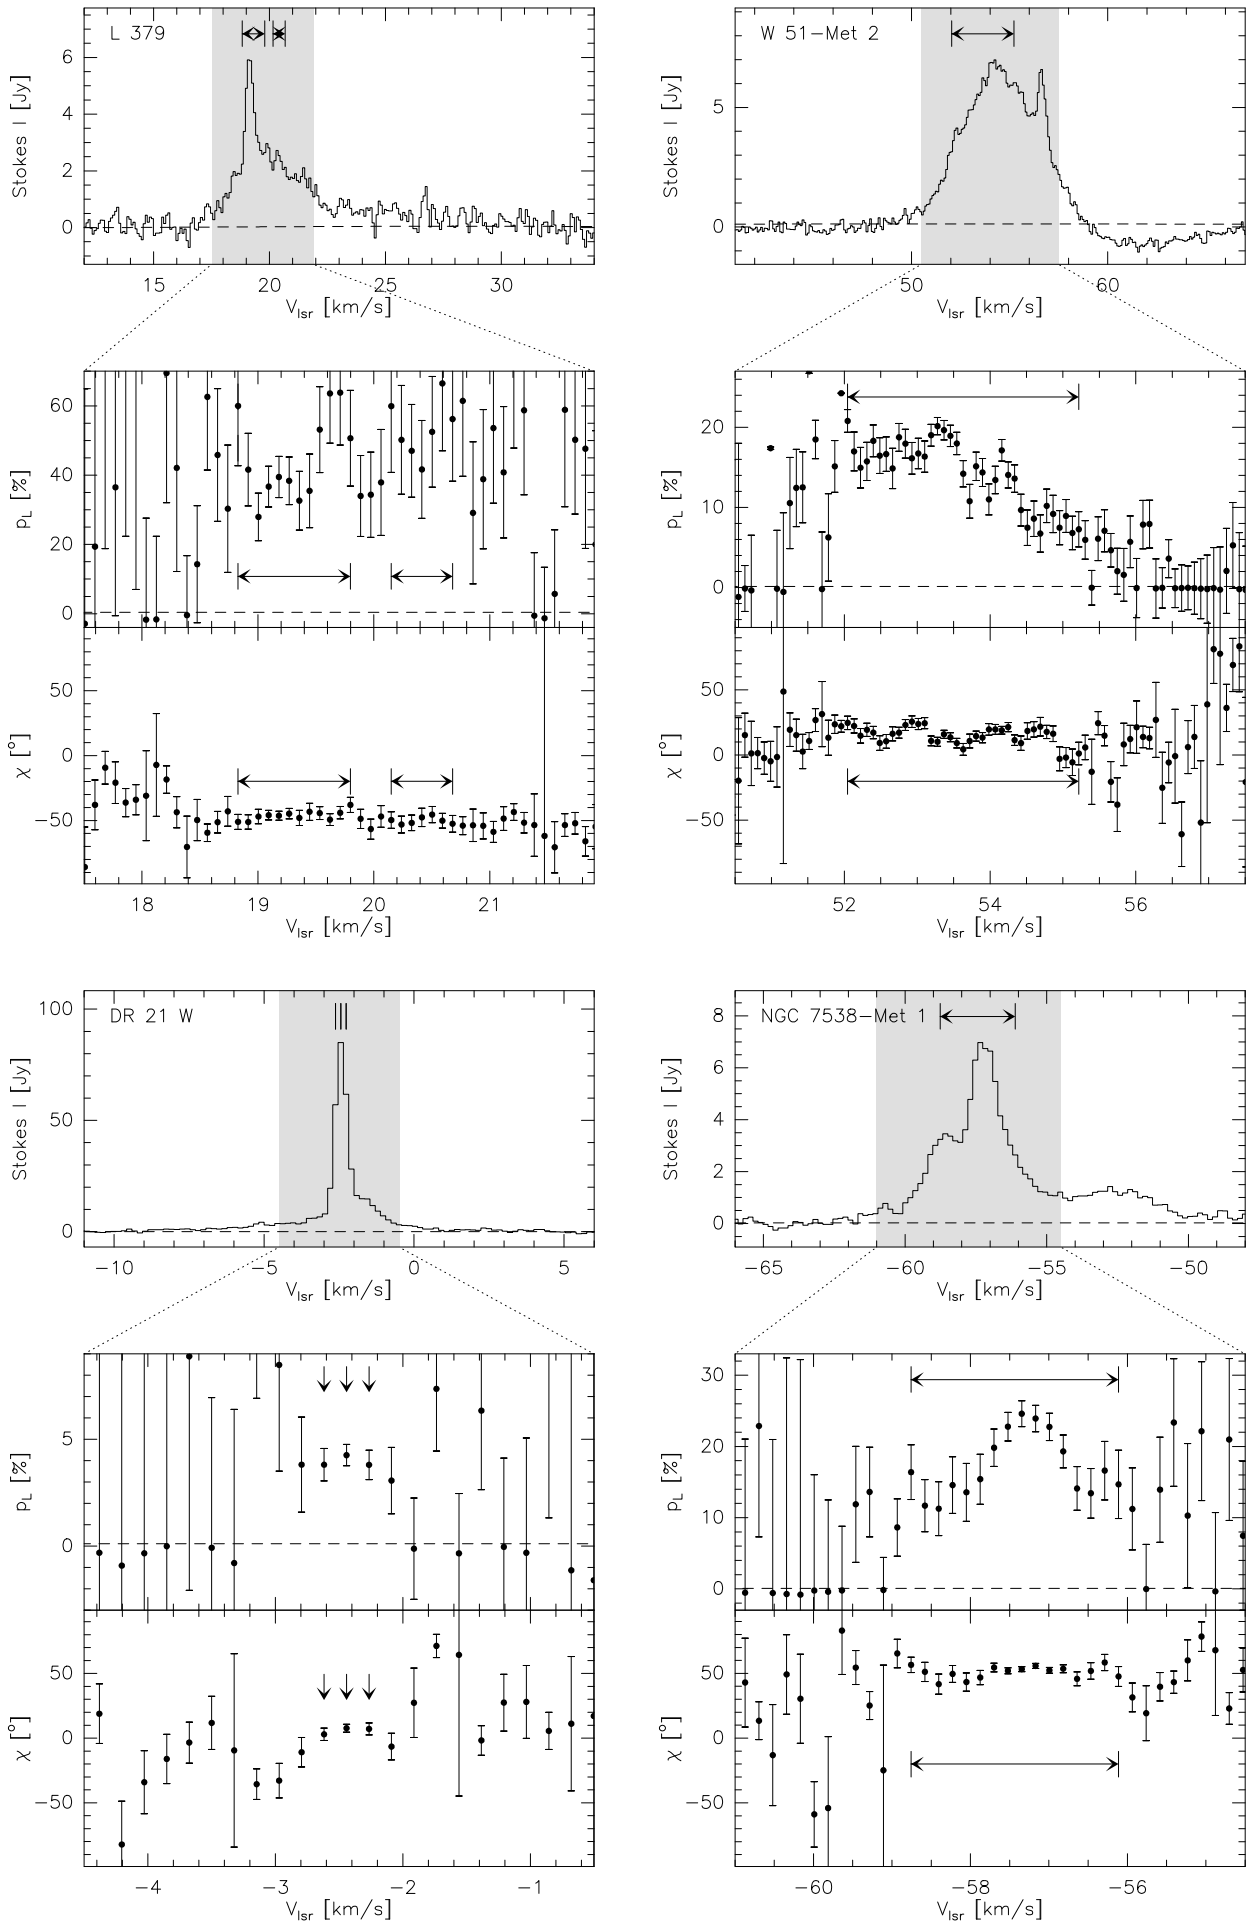 L 379
Stokes I [Jy]
6
4
2
0
15 20 25 30
V_lsr [km/s]
p_L [%]
60
40
20
0
χ [°]
50
0
−50
18 19 20 21
V_lsr [km/s]
W 51−Met 2
Stokes I [Jy]
5
0
50 60
V_lsr [km/s]
p_L [%]
20
10
0
χ [°]
50
0
−50
52 54 56
V_lsr [km/s]
DR 21 W
Stokes I [Jy]
100
50
0
−10 −5 0 5
V_lsr [km/s]
p_L [%]
5
0
χ [°]
50
0
−50
−4 −3 −2 −1
V_lsr [km/s]
NGC 7538−Met 1
Stokes I [Jy]
8
6
4
2
0
−65 −60 −55 −50
V_lsr [km/s]
p_L [%]
30
20
10
0
χ [°]
50
0
−50
−60 −58 −56
V_lsr [km/s]